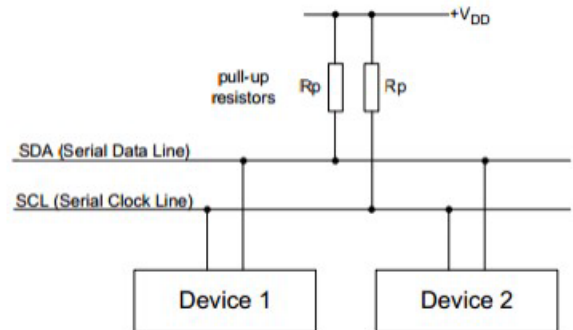 +VDD
pull-up
resistors
Rp
Rp
SDA (Serial Data Line)
SCL (Serial Clock Line)
Device 1
Device 2